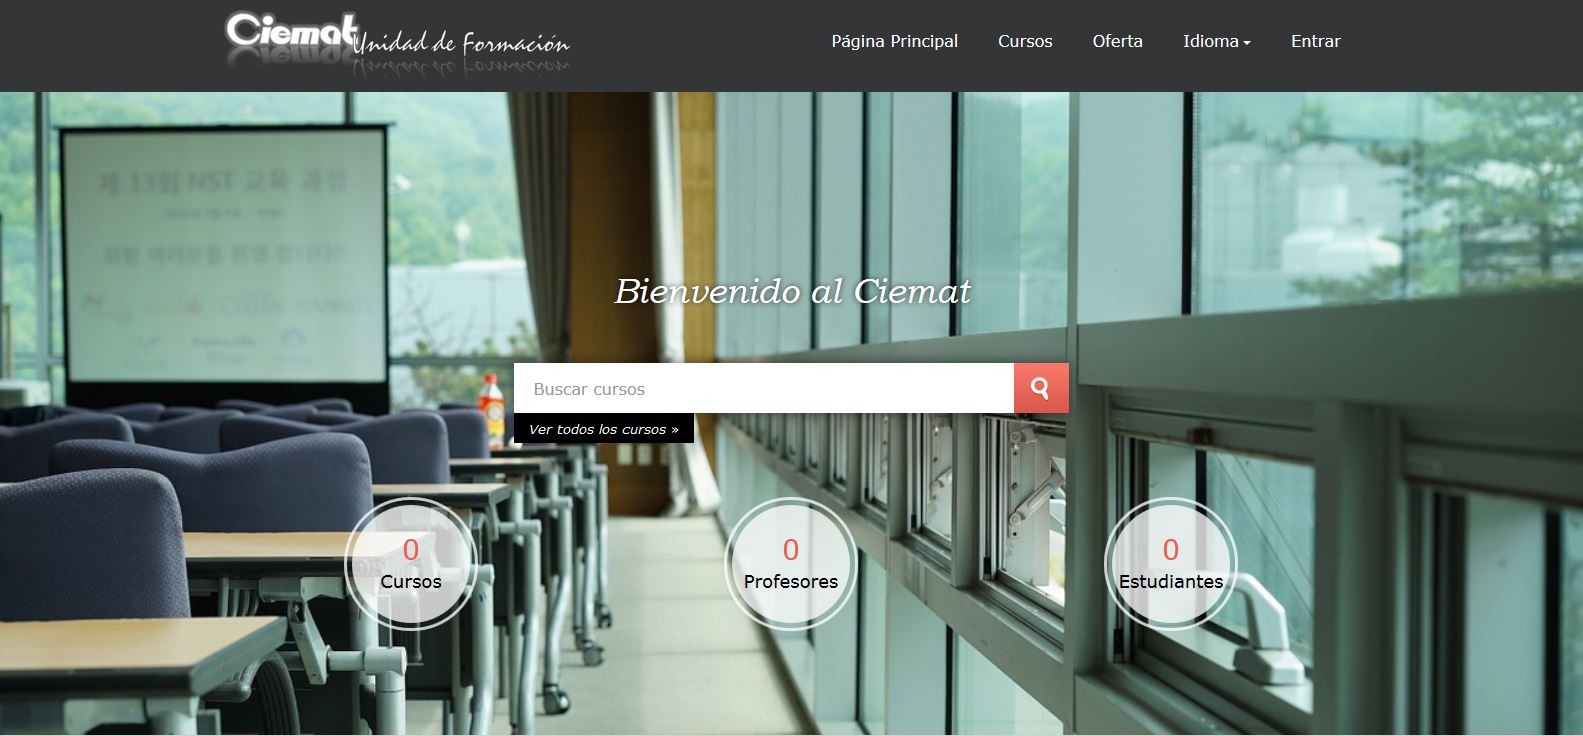 Ciemat Unidad de Formación
Página Principal Cursos Oferta Idioma Entrar
제 13회 NST 교육 과정
Bienvenido al Ciemat
Buscar cursos
Ver todos los cursos »
0 0 0
Cursos Profesores Estudiantes